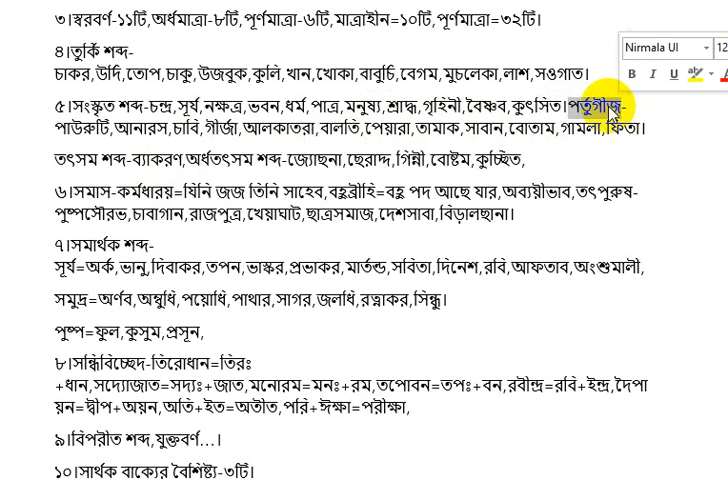 ৩।স্বরবর্ণ-১১টি,অর্ধমাত্রা-৮টি,পূর্ণমাত্রা-৬টি,মাত্রাহীন=১০টি,পূর্ণমাত্রা=৩২টি।
৪।তুর্কি শব্দ-
চাকর,উর্দি,তোপ,চাকু,উজবুক,কুলি,খান,খোকা,বাবুর্চি,বেগম,মুচলেকা,লাশ,সওগাত।
Nirmala UI
12
B I U ab
৫।সংস্কৃত শব্দ-চন্দ্র,সূর্য,নক্ষত্র,ভবন,ধর্ম,পাত্র,মনুষ্য,শ্রাদ্ধ,গৃহিনী,বৈষ্ণব,কুৎসিত।পর্তুগীজ-
পাউরুটি,আনারস,চাবি,গীর্জা,আলকাতরা,বালতি,পেয়ারা,তামাক,সাবান,বোতাম,গামলা,ফিতা।
তৎসম শব্দ-ব্যাকরণ,অর্ধতৎসম শব্দ-জ্যোছনা,ছেরাদ্দ,গিন্নী,বোষ্টম,কুচ্ছিত,
৬।সমাস-কর্মধারয়=যিনি জজ তিনি সাহেব,বহুব্রীহি=বহু পদ আছে যার,অব্যয়ীভাব,তৎপুরুষ-
পুষ্পসৌরভ,চাবাগান,রাজপুত্র,খেয়াঘাট,ছাত্রসমাজ,দেশসাবা,বিড়ালছানা।
৭।সমার্থক শব্দ-
সূর্য=অর্ক,ভানু,দিবাকর,তপন,ভাস্কর,প্রভাকর,মার্তন্ড,সবিতা,দিনেশ,রবি,আফতাব,অংশুমালী,
সমুদ্র=অর্ণব,অম্বুধি,পয়োধি,পাথার,সাগর,জলধি,রত্নাকর,সিন্ধু।
পুষ্প=ফুল,কুসুম,প্রসূন,
৮।সন্ধিবিচ্ছেদ-তিরোধান=তিরঃ
+ধান,সদ্যোজাত=সদ্যঃ+জাত,মনোরম=মনঃ+রম,তপোবন=তপঃ+বন,রবীন্দ্র=রবি+ইন্দ্র,দৈপা
য়ন=দ্বীপ+অয়ন,অতি+ইত=অতীত,পরি+ঈক্ষা=পরীক্ষা,
৯।বিপরীত শব্দ,যুক্তবর্ণ...।
১০।সার্থক বাক্যের বৈশিষ্ট্য-৩টি।